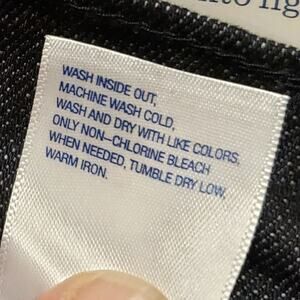 WASH INSIDE OUT,
MACHINE WASH COLD,
WASH AND DRY WITH LIKE COLORS,
ONLY NON-CHLORINE BLEACH
WHEN NEEDED, TUMBLE DRY LOW,
WARM IRON.